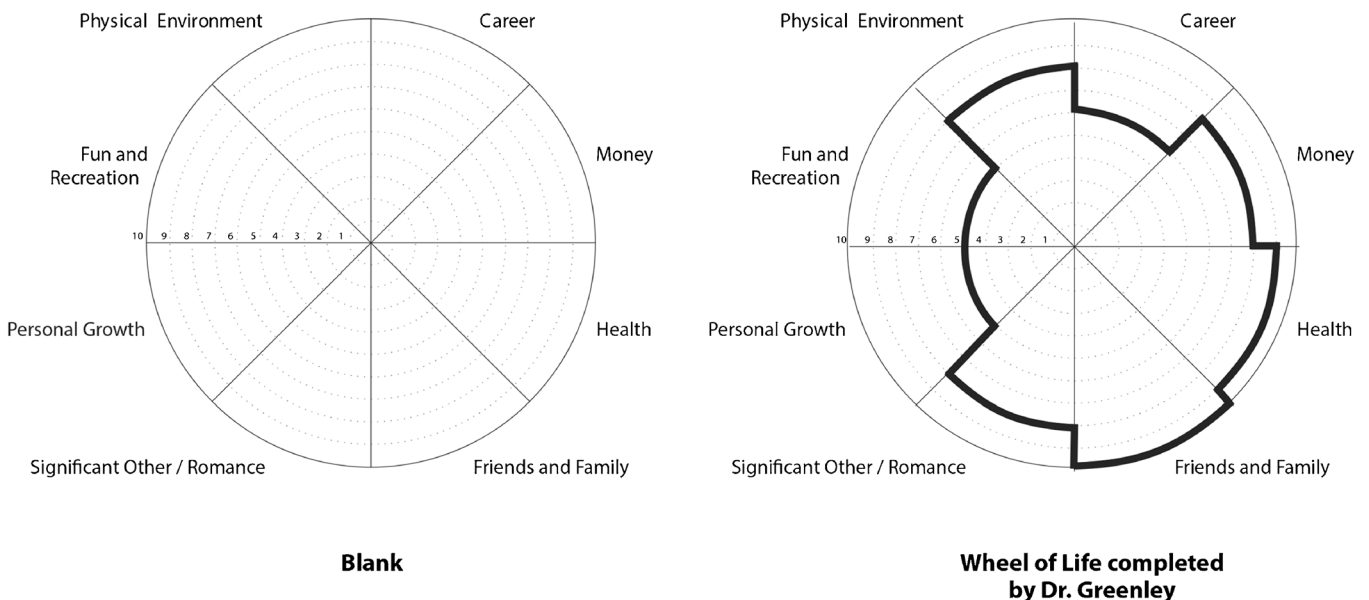 Physical Environment
Career
Fun and
Recreation
Money
10 9 8 7 6 5 4 3 2 1
Personal Growth
Health
Significant Other / Romance
Friends and Family
Blank
Physical Environment
Career
Fun and
Recreation
Money
10 9 8 7 6 5 4 3 2 1
Personal Growth
Health
Significant Other / Romance
Friends and Family
Wheel of Life completed
by Dr. Greenley